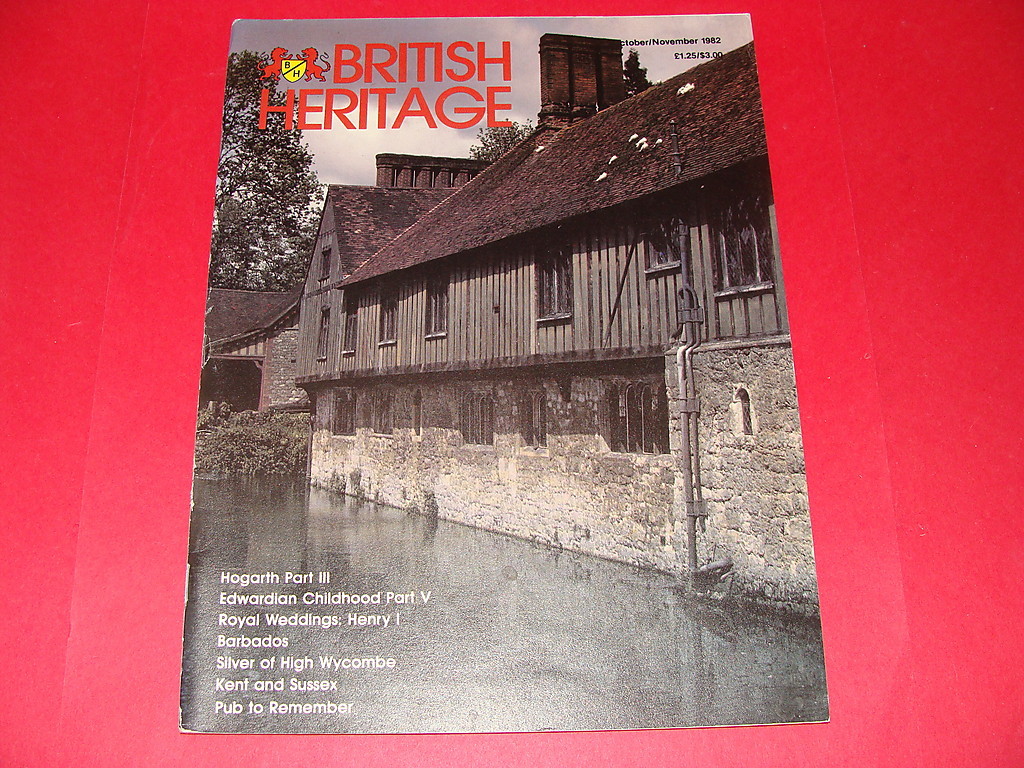 BH
BRITISH
HERITAGE
ctober/November 1982
£1.25/$3.00
Hogarth Part III
Edwardian Childhood Part V
Royal Weddings: Henry I
Barbados
Silver of High Wycombe
Kent and Sussex
Pub to Remember